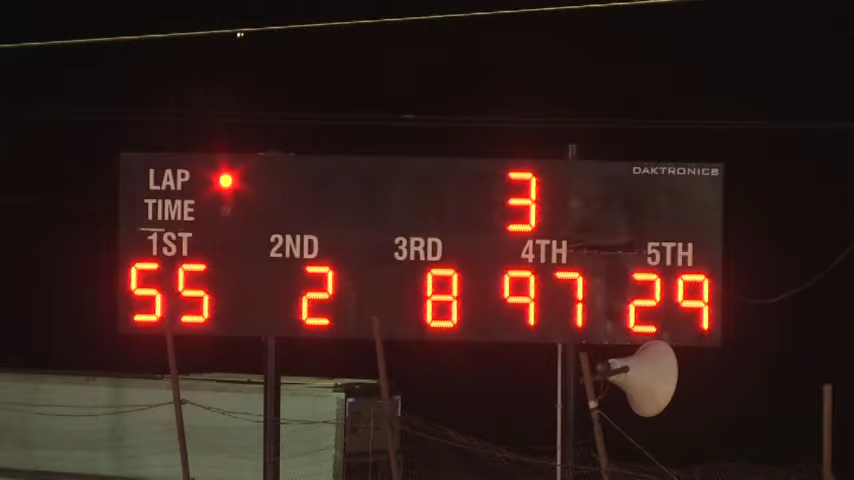 LAP 3 DAKTRONICS
TIME
1ST 2ND 3RD 4TH 5TH
55 2 8 97 29